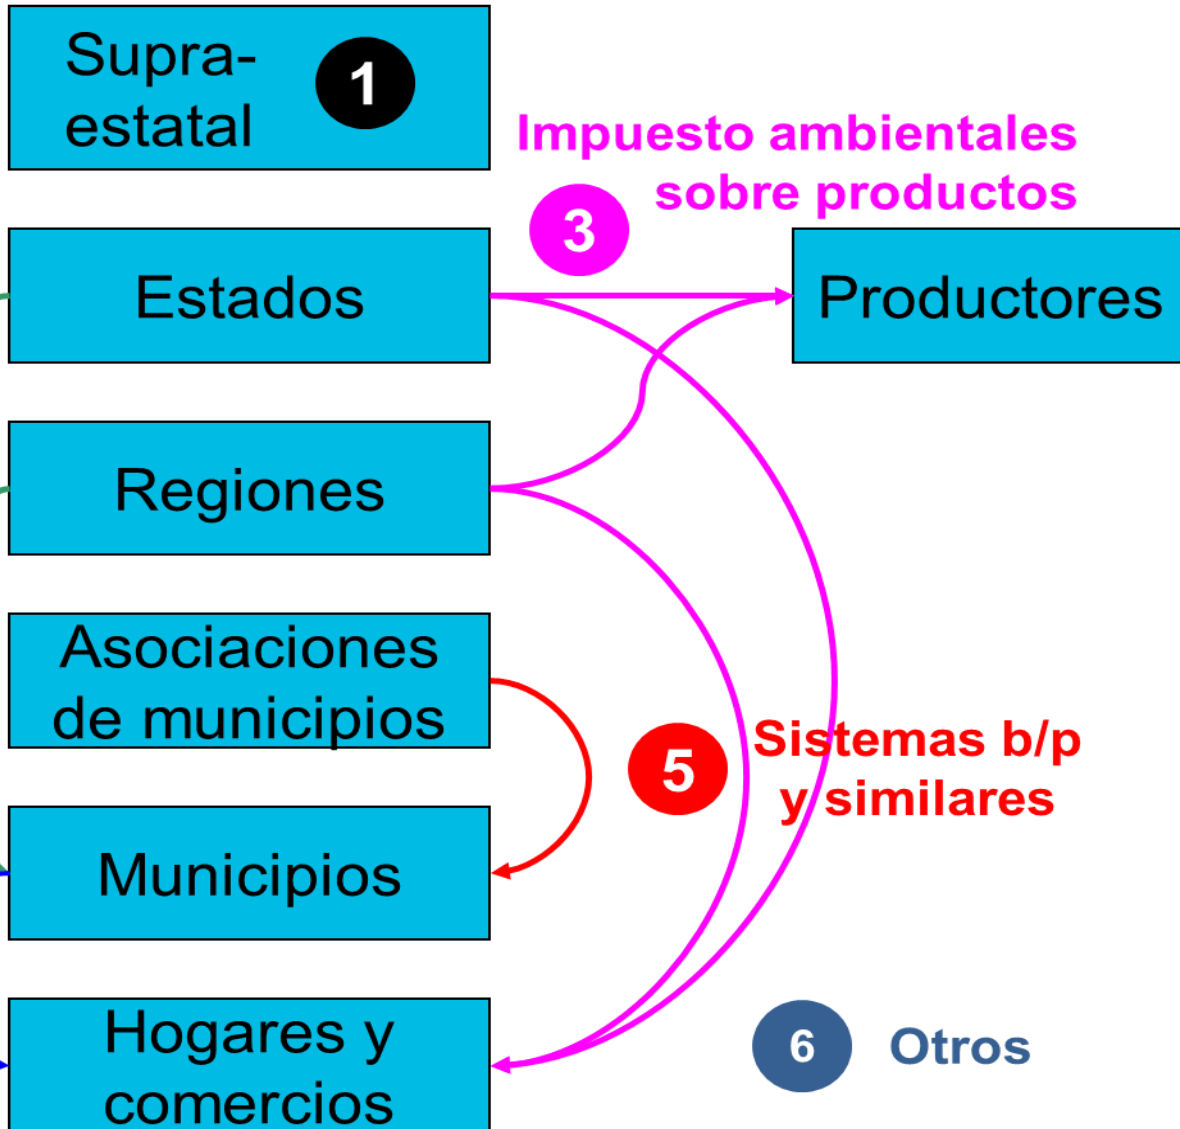 Supra-
estatal
1
Impuesto ambientales
sobre productos
3
Estados
Productores
Regiones
Asociaciones
de municipios
5
Sistemas b/p
y similares
Municipios
Hogares y
comercios
6
Otros